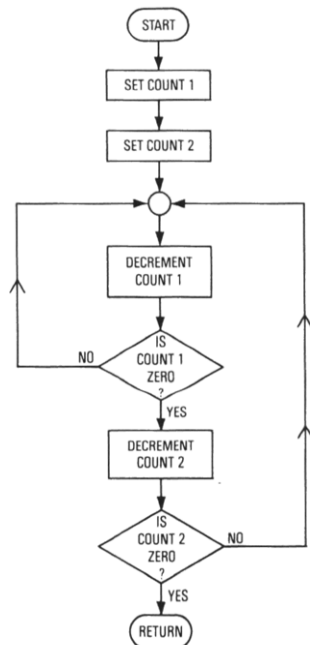 START
SET COUNT 1
SET COUNT 2
DECREMENT
COUNT 1
IS
COUNT 1
ZERO
?
NO
YES
DECREMENT
COUNT 2
IS
COUNT 2
ZERO
?
NO
YES
RETURN